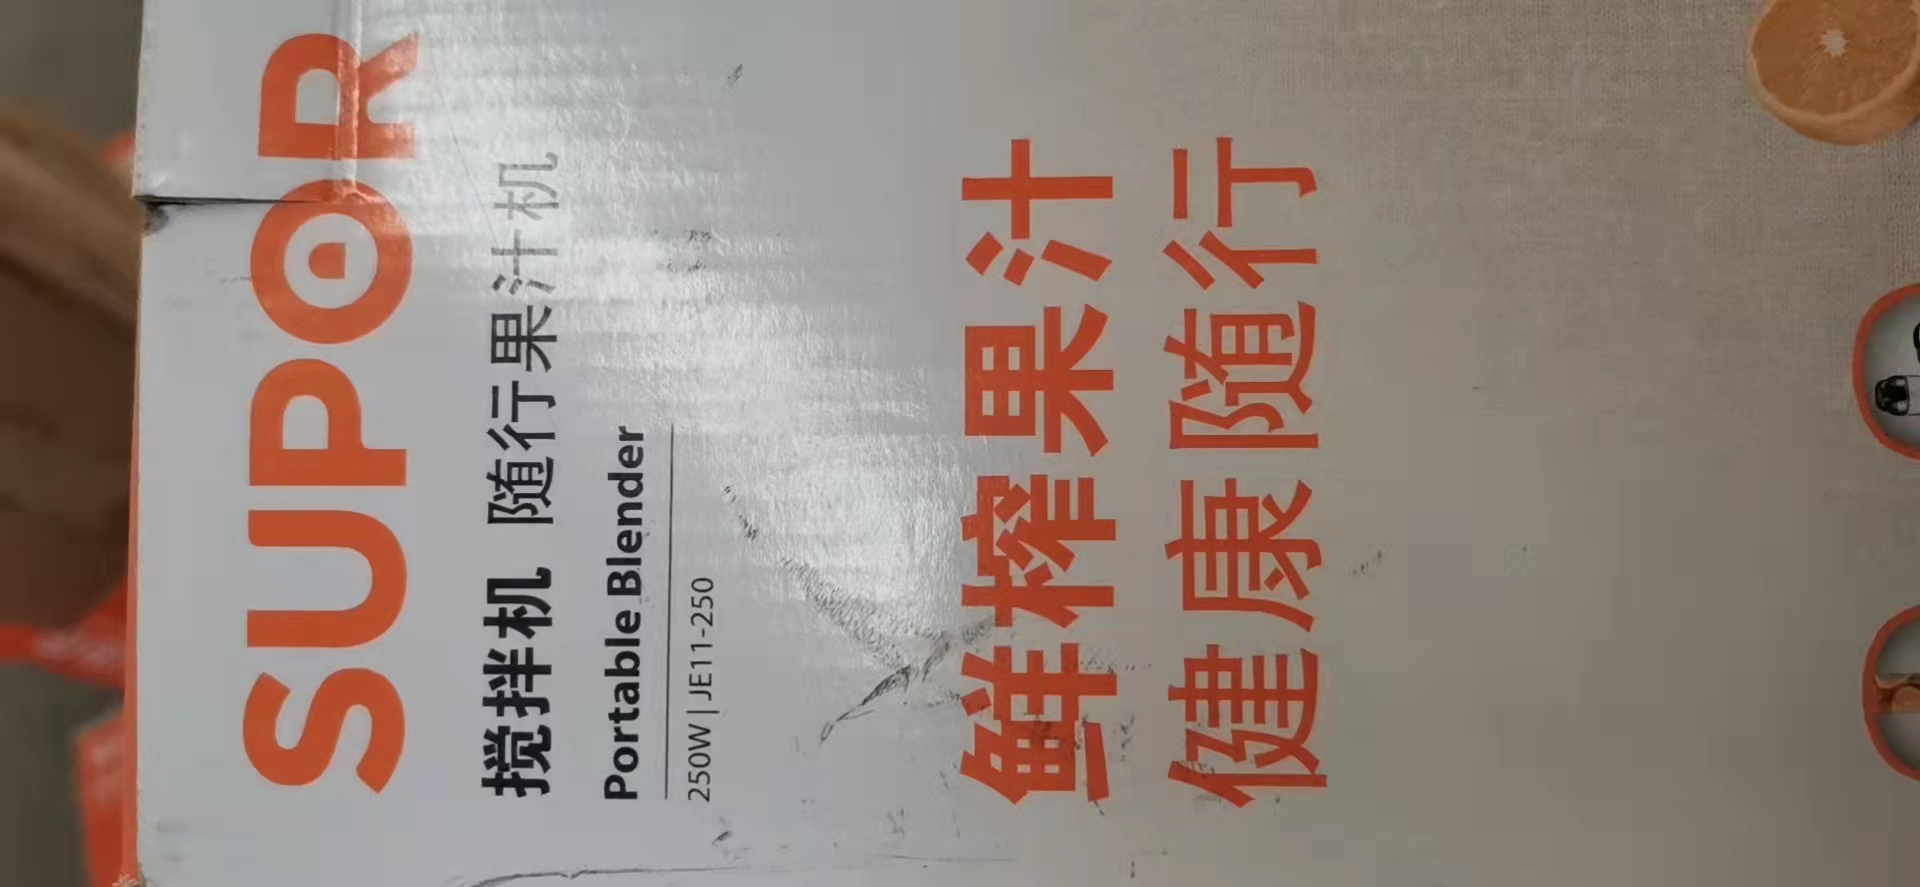 SUPOR
搅拌机 随行果汁机
Portable Blender
250W | JE11-250
鲜榨果汁
健康随行